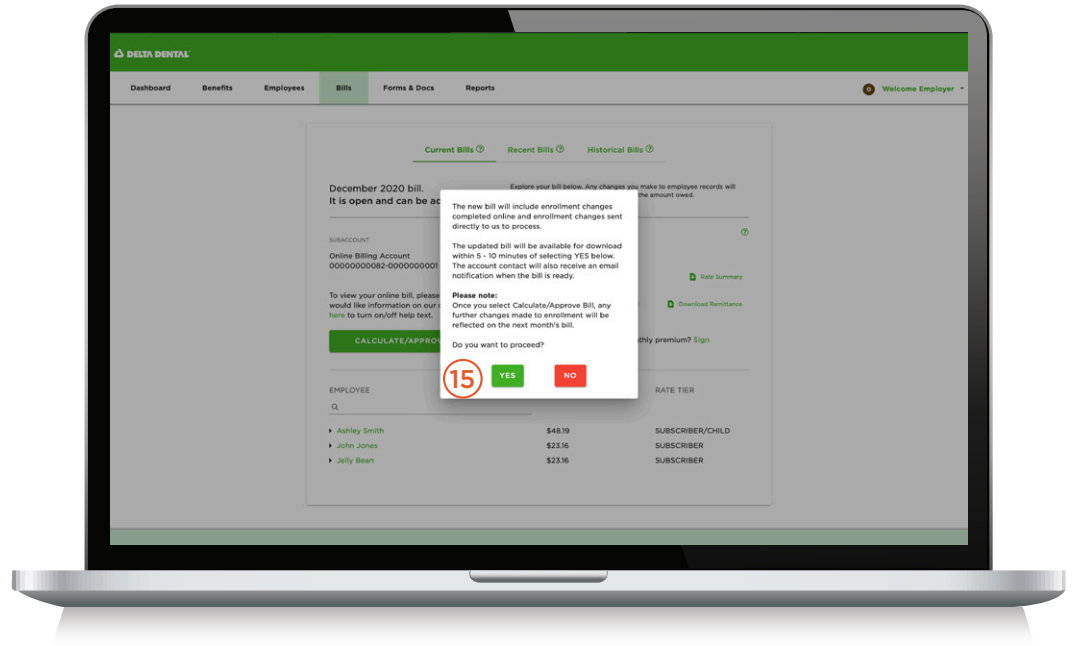 DELTA DENTAL
Dashboard Benefits Employees Bills Forms & Docs Reports
Welcome Employer
Current Bills Recent Bills Historical Bills
December 2020 bill.
It is open and can be
Explore your bill below. Any changes you make to employee records will
the amount owed.
The new bill will include enrollment changes
completed online and enrollment changes sent
directly to us to process.
The updated bill will be available for download
within 5 - 10 minutes of selecting YES below.
The account contact will also receive an email
notification when the bill is ready.
Please note:
Once you select Calculate/Approve Bill, any
further changes made to enrollment will be
reflected on the next month's bill.
Do you want to proceed?
15
YES NO
SUBACCOUNT
Online Billing Account
00000000082-0000000001
Rate Summary
To view your online bill, please
would like information on our
here to turn on/off help text.
Download Remittance
CALCULATE/APPROV
thly premium? Sign
EMPLOYEE RATE TIER
Ashley Smith $48.19 SUBSCRIBER/CHILD
John Jones $23.16 SUBSCRIBER
Jelly Bean $23.16 SUBSCRIBER